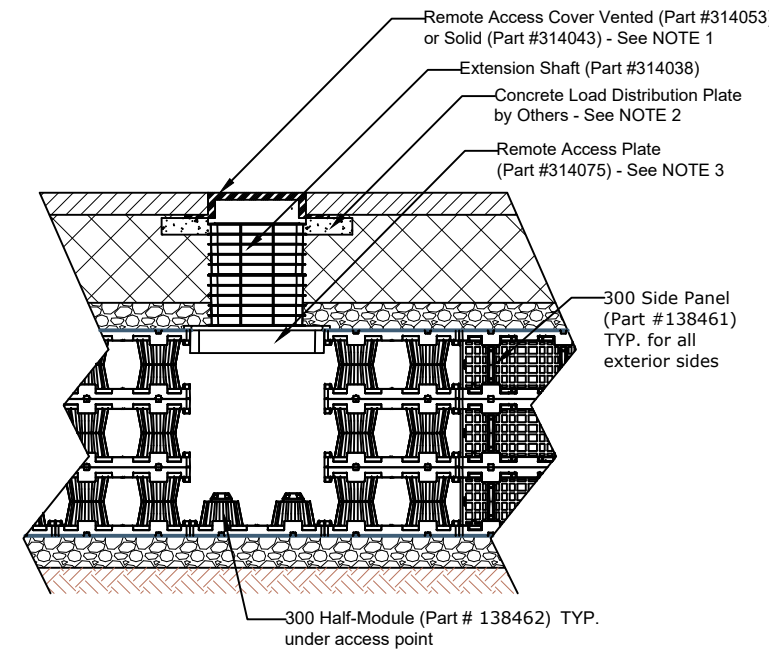 Remote Access Cover Vented (Part #314053)
or Solid (Part #314043) - See NOTE 1
Extension Shaft (Part #314038)
Concrete Load Distribution Plate
by Others - See NOTE 2
Remote Access Plate
(Part #314075) - See NOTE 3
300 Side Panel
(Part #138461)
TYP. for all
exterior sides
300 Half-Module (Part # 138462) TYP.
under access point